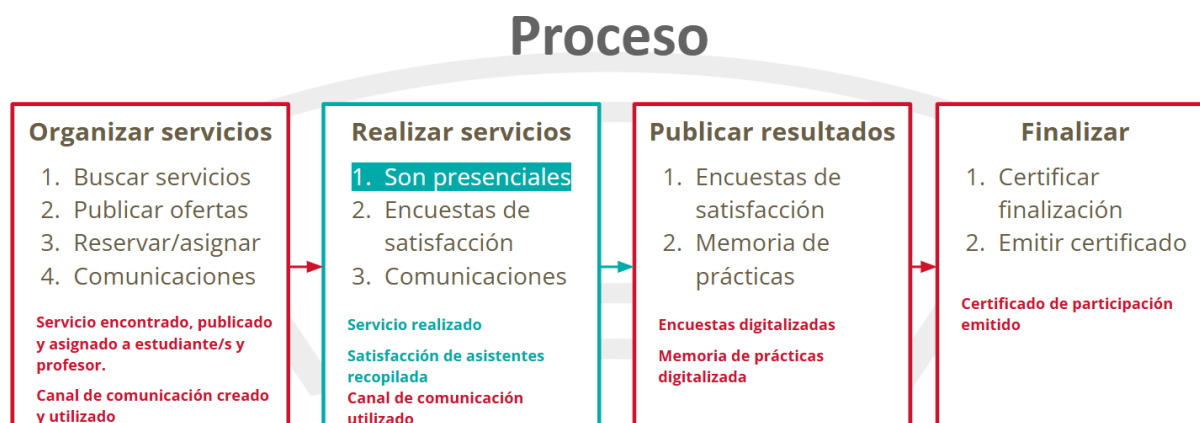 Proceso
Organizar servicios
1. Buscar servicios
2. Publicar ofertas
3. Reservar/asignar
4. Comunicaciones
Servicio encontrado, publicado
y asignado a estudiante/s y
profesor.
Canal de comunicación creado
y utilizado
Realizar servicios
1. Son presenciales
2. Encuestas de
satisfacción
3. Comunicaciones
Servicio realizado
Satisfacción de asistentes
recopilada
Canal de comunicación
utilizado
Publicar resultados
1. Encuestas de
satisfacción
2. Memoria de
prácticas
Encuestas digitalizadas
Memoria de prácticas
digitalizada
Finalizar
1. Certificar
finalización
2. Emitir certificado
Certificado de participación
emitido